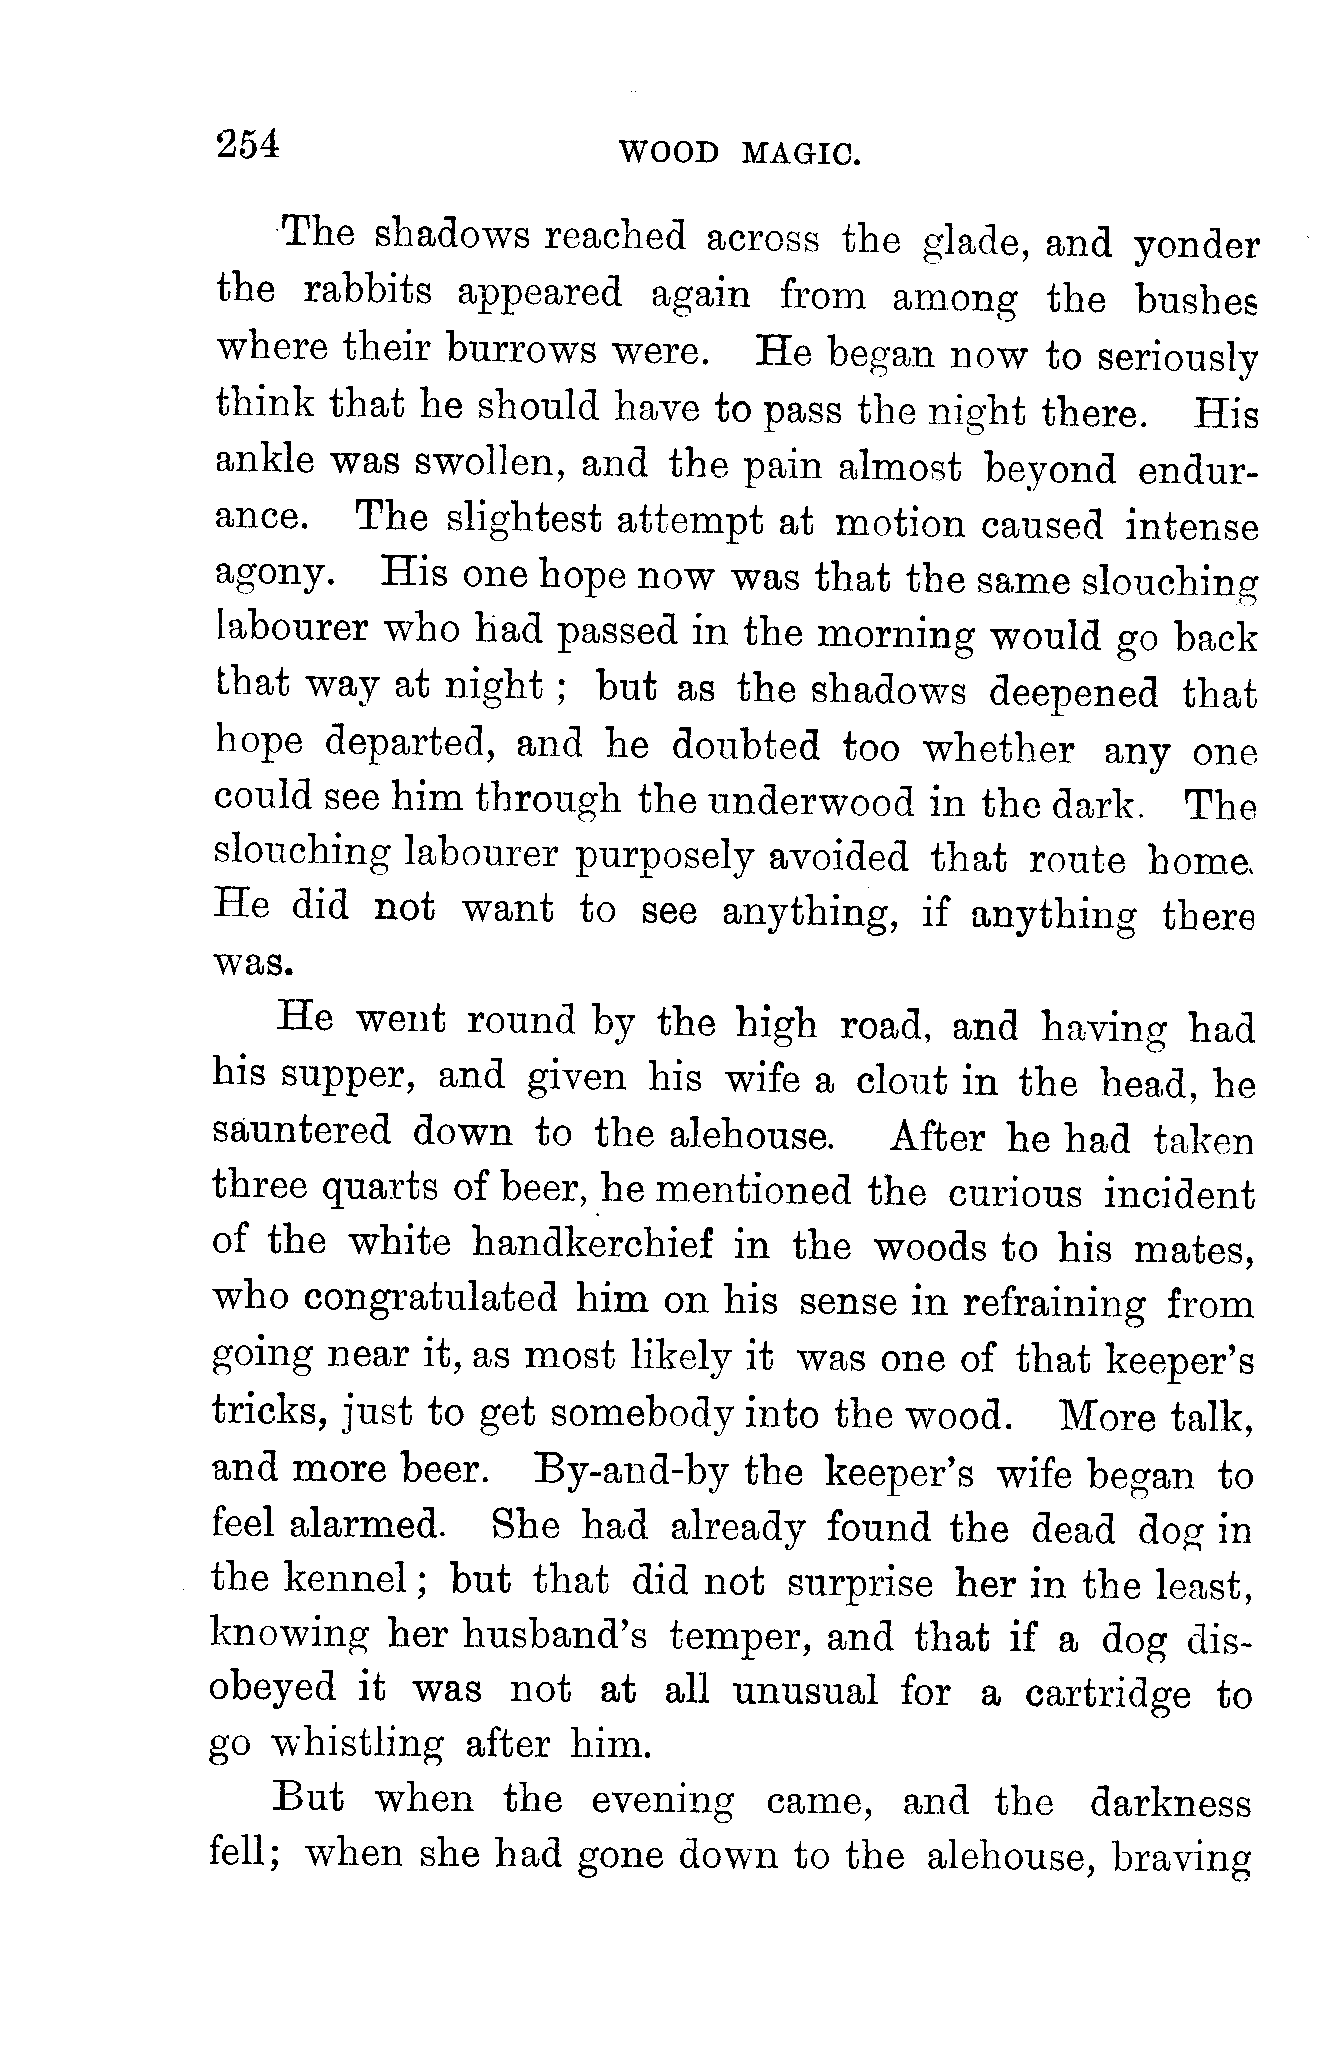 254 WOOD MAGIC.
The shadows reached across the glade, and yonder
the rabbits appeared again from among the bushes
where their burrows were. He began now to seriously
think that he should have to pass the night there. His
ankle was swollen, and the pain almost beyond endur-
ance. The slightest attempt at motion caused intense
agony. His one hope now was that the same slouching
labourer who had passed in the morning would go back
that way at night ; but as the shadows deepened that
hope departed, and he doubted too whether any one
could see him through the underwood in the dark. The
slouching labourer purposely avoided that route home.
He did not want to see anything, if anything there
was.
He went round by the high road, and having had
his supper, and given his wife a clout in the head, he
sauntered down to the alehouse. After he had taken
three quarts of beer, he mentioned the curious incident
of the white handkerchief in the woods to his mates,
who congratulated him on his sense in refraining from
going near it, as most likely it was one of that keeper's
tricks, just to get somebody into the wood. More talk,
and more beer. By-and-by the keeper's wife began to
feel alarmed. She had already found the dead dog in
the kennel ; but that did not surprise her in the least,
knowing her husband's temper, and that if a dog dis-
obeyed it was not at all unusual for a cartridge to
go whistling after him.
But when the evening came, and the darkness
fell; when she had gone down to the alehouse, braving